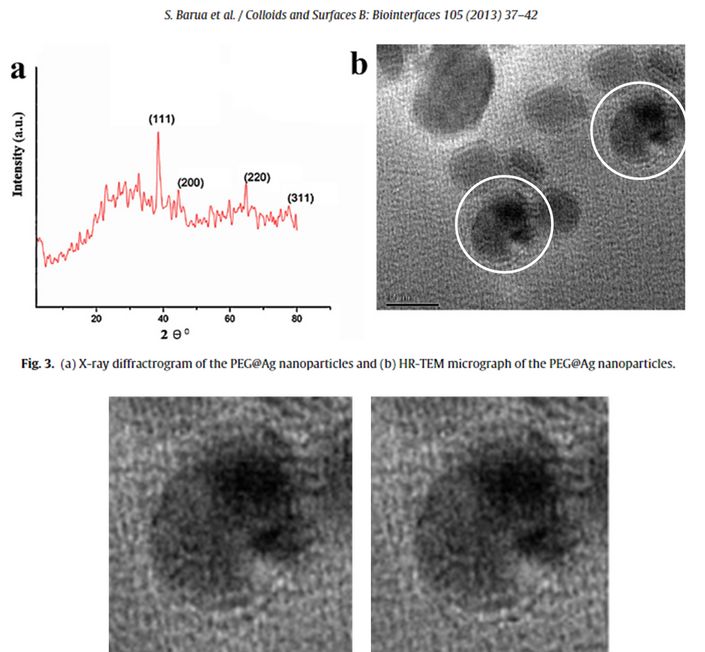 S. Barua et al. / Colloids and Surfaces B: Biointerfaces 105 (2013) 37–42
a
b
(111)
(200)
(220)
(311)
Intensity (a.u.)
20
40
60
80
2 Θ°
Fig. 3. (a) X-ray diffractrogram of the PEG@Ag nanoparticles and (b) HR-TEM micrograph of the PEG@Ag nanoparticles.